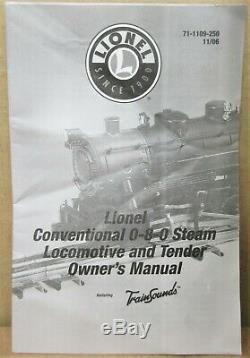 71-1109-250
11/06
LIONEL
L
SINCE 1900
Lionel
Conventional 0-8-0 Steam
Locomotive and Tender
Owner's Manual
featuring TrainSounds